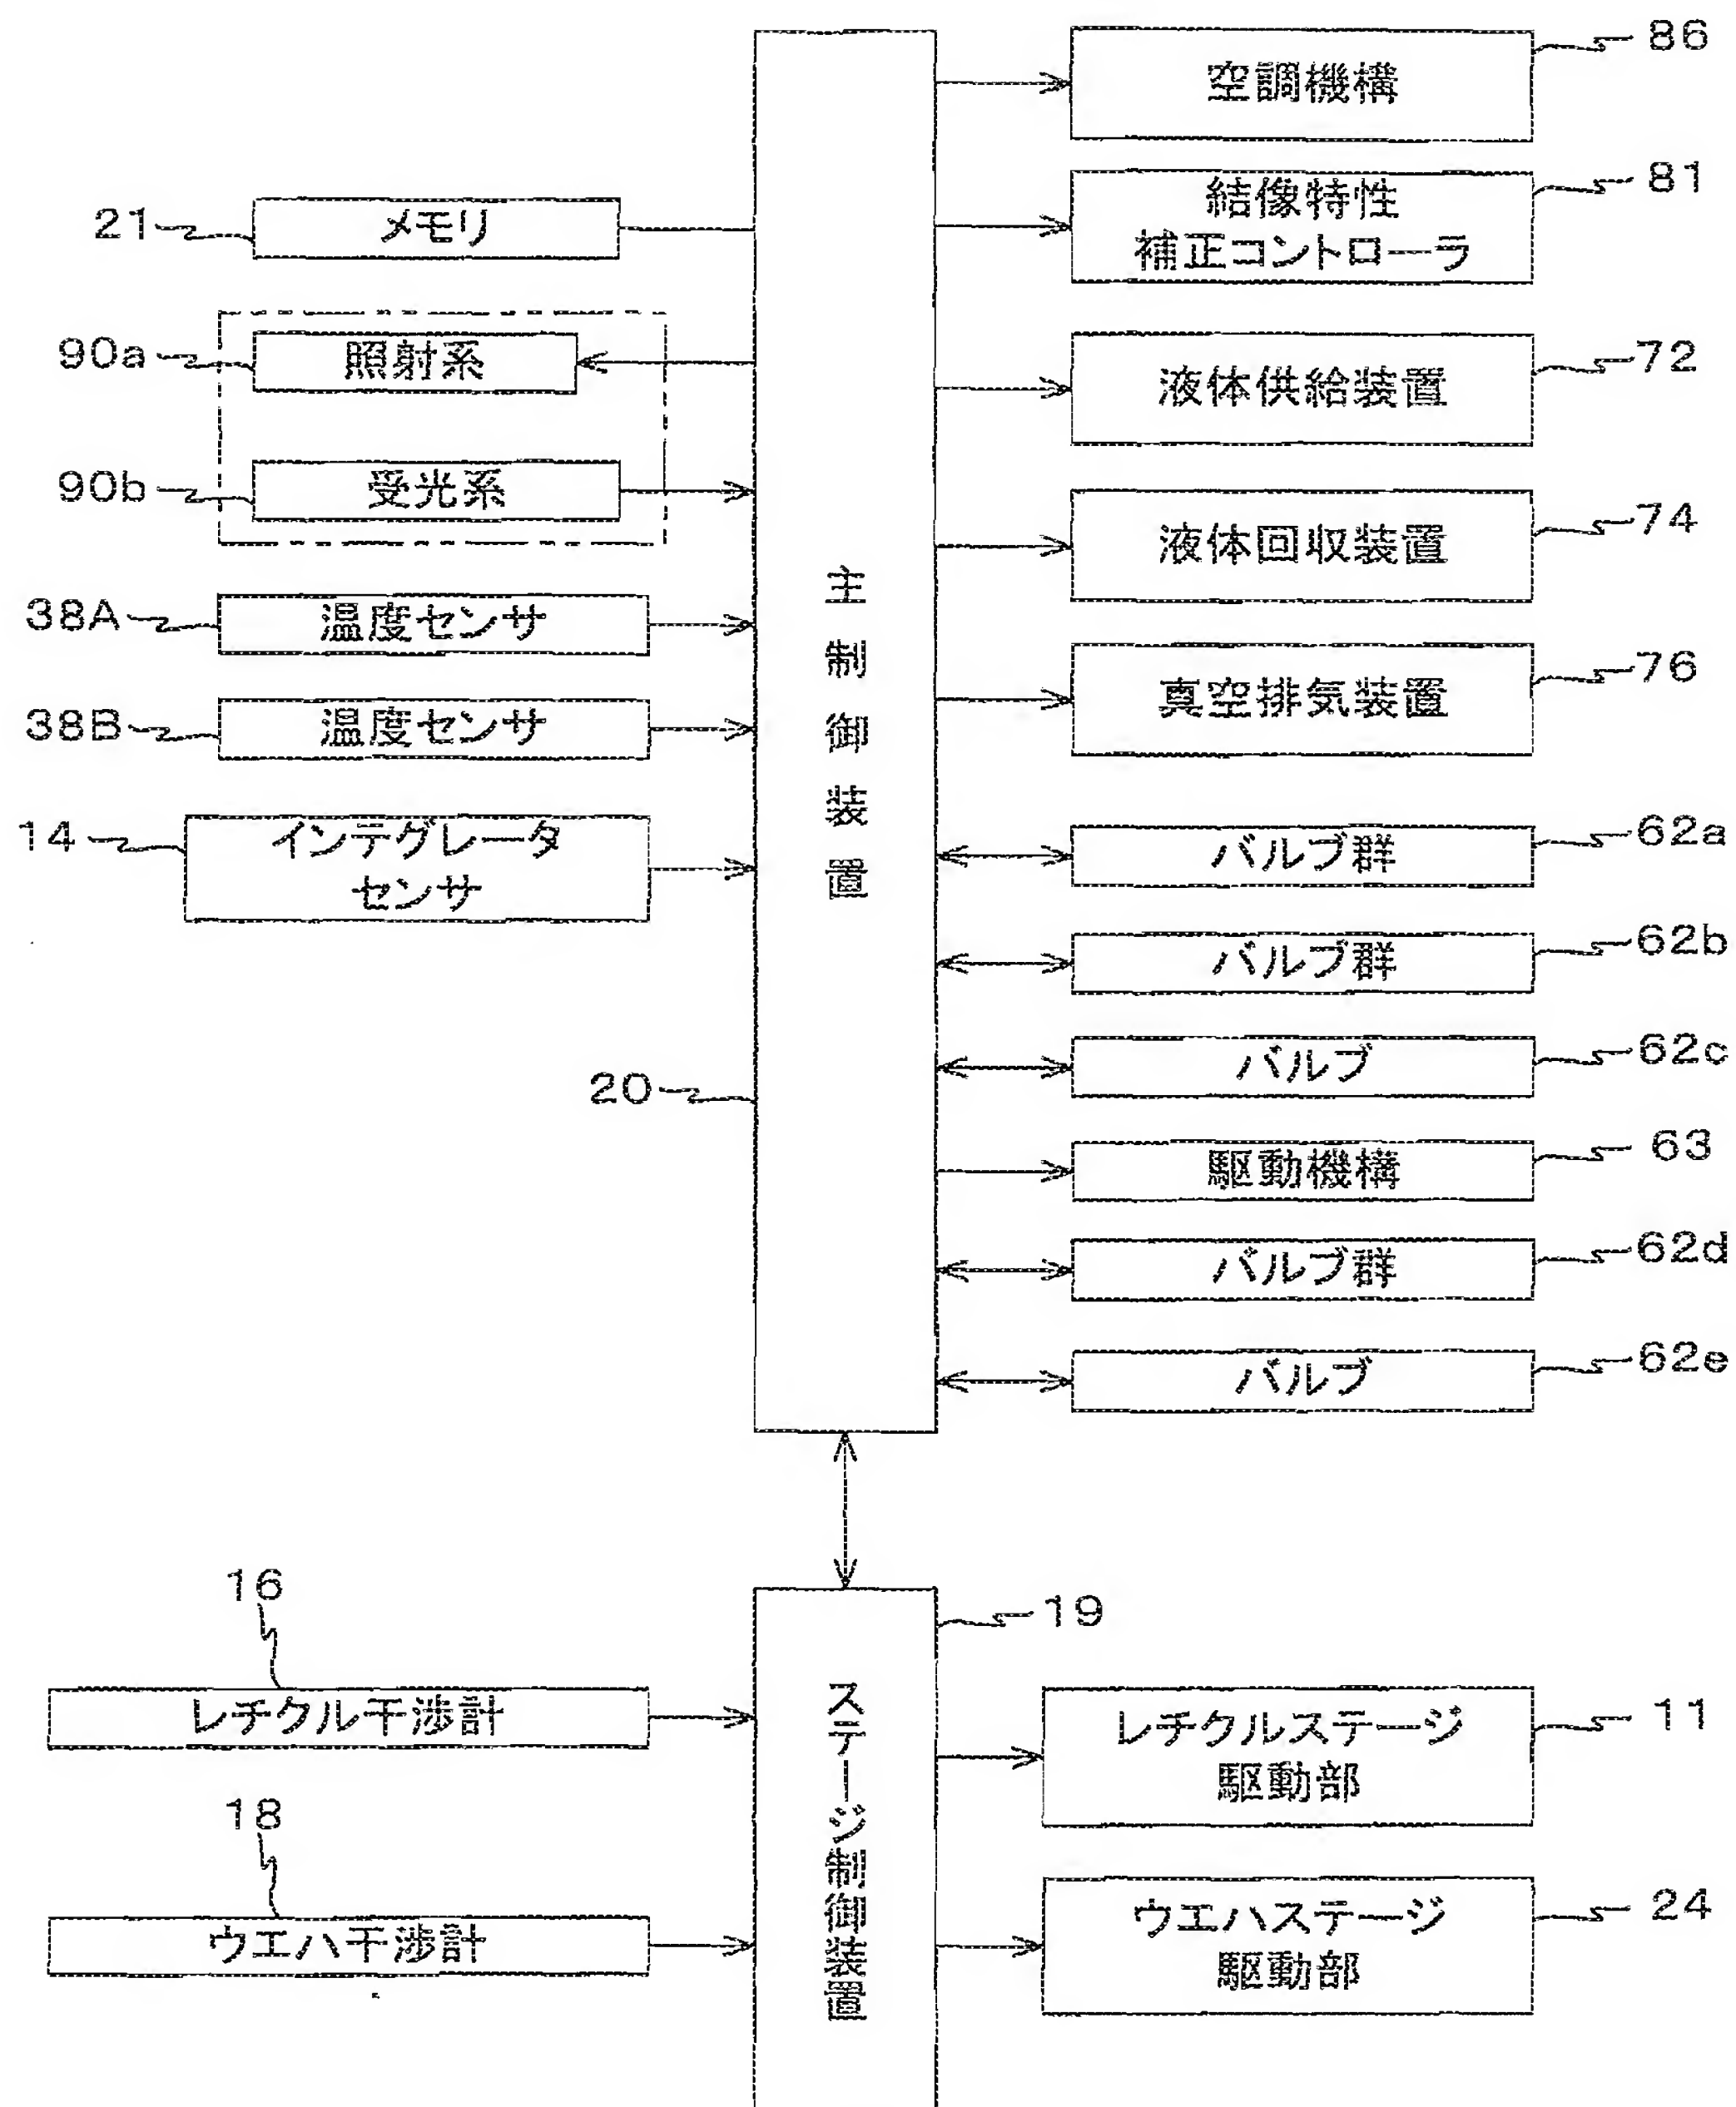 86
空調機構
81
結像特性
補正コントローラ
21
メモリ
90a
照射系
72
液体供給装置
90b
受光系
74
液体回収装置
38A
温度センサ
76
真空排気装置
38B
温度センサ
14
インテグレータ
センサ
主制御装置
20
62a
バルブ群
62b
バルブ群
62c
バルブ
63
駆動機構
62d
バルブ群
62e
バルブ
16
レチクル干渉計
18
ウエハ干渉計
19
ステージ制御装置
11
レチクルステージ
駆動部
24
ウエハステージ
駆動部